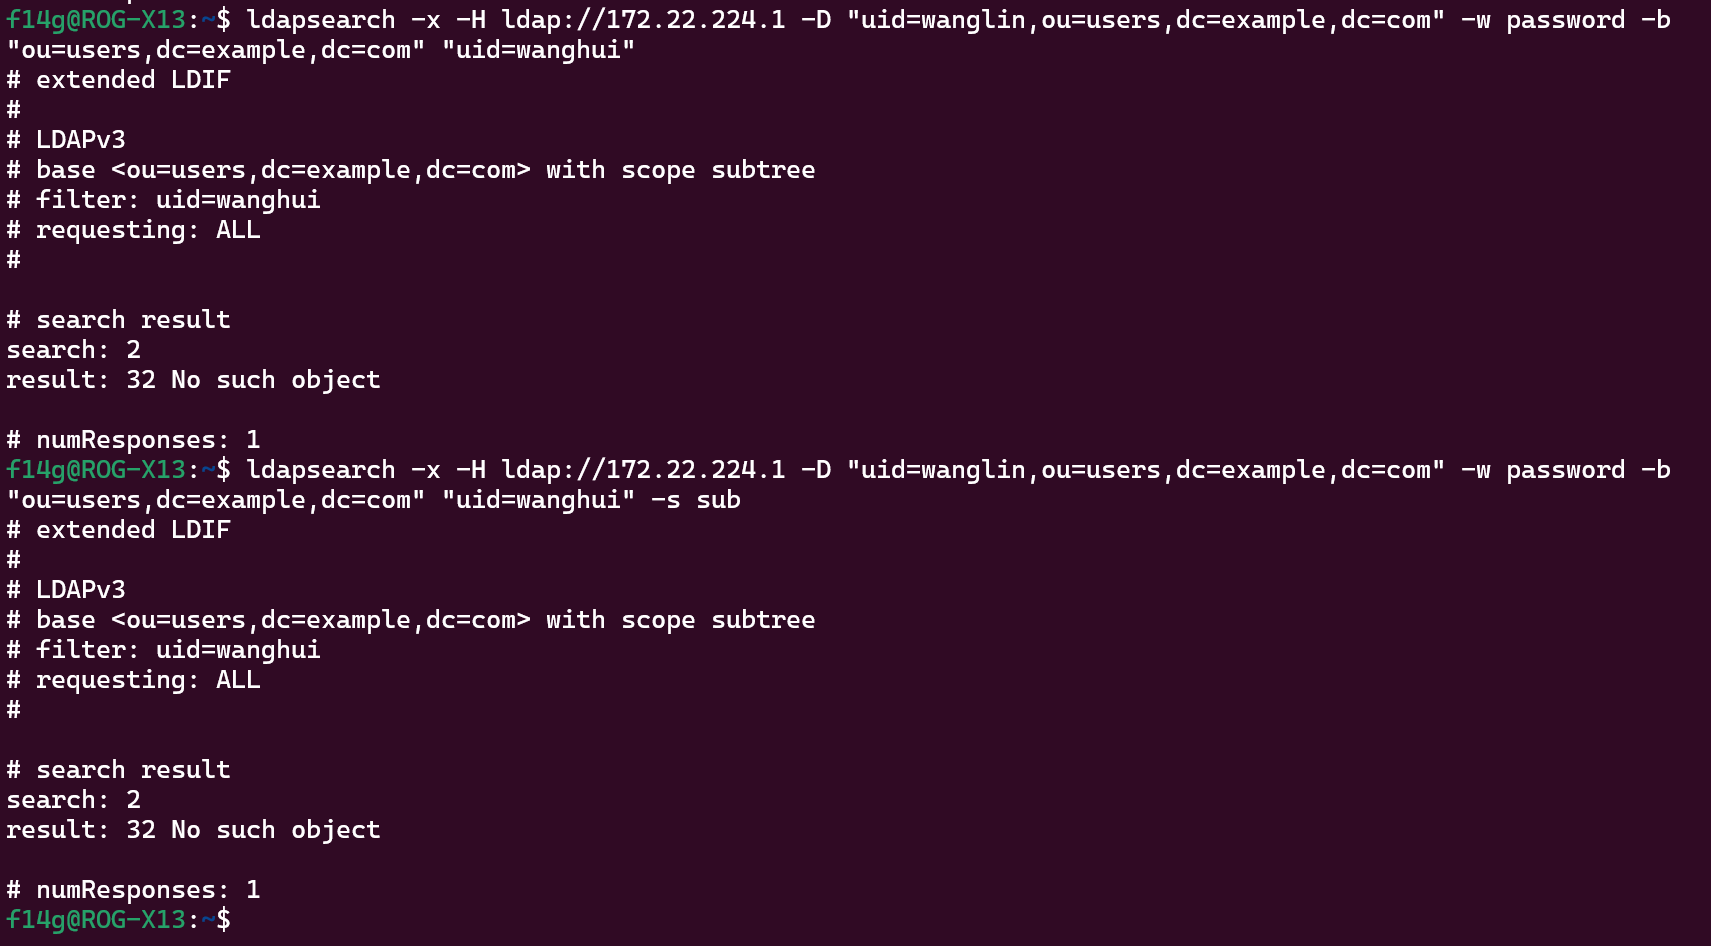 f14g@ROG-X13:~$ ldapsearch -x -H ldap://172.22.224.1 -D "uid=wanglin,ou=users,dc=example,dc=com" -w password -b
"ou=users,dc=example,dc=com" "uid=wanghui"
# extended LDIF
#
# LDAPv3
# base <ou=users,dc=example,dc=com> with scope subtree
# filter: uid=wanghui
# requesting: ALL
#

# search result
search: 2
result: 32 No such object

# numResponses: 1
f14g@ROG-X13:~$ ldapsearch -x -H ldap://172.22.224.1 -D "uid=wanglin,ou=users,dc=example,dc=com" -w password -b
"ou=users,dc=example,dc=com" "uid=wanghui" -s sub
# extended LDIF
#
# LDAPv3
# base <ou=users,dc=example,dc=com> with scope subtree
# filter: uid=wanghui
# requesting: ALL
#

# search result
search: 2
result: 32 No such object

# numResponses: 1
f14g@ROG-X13:~$